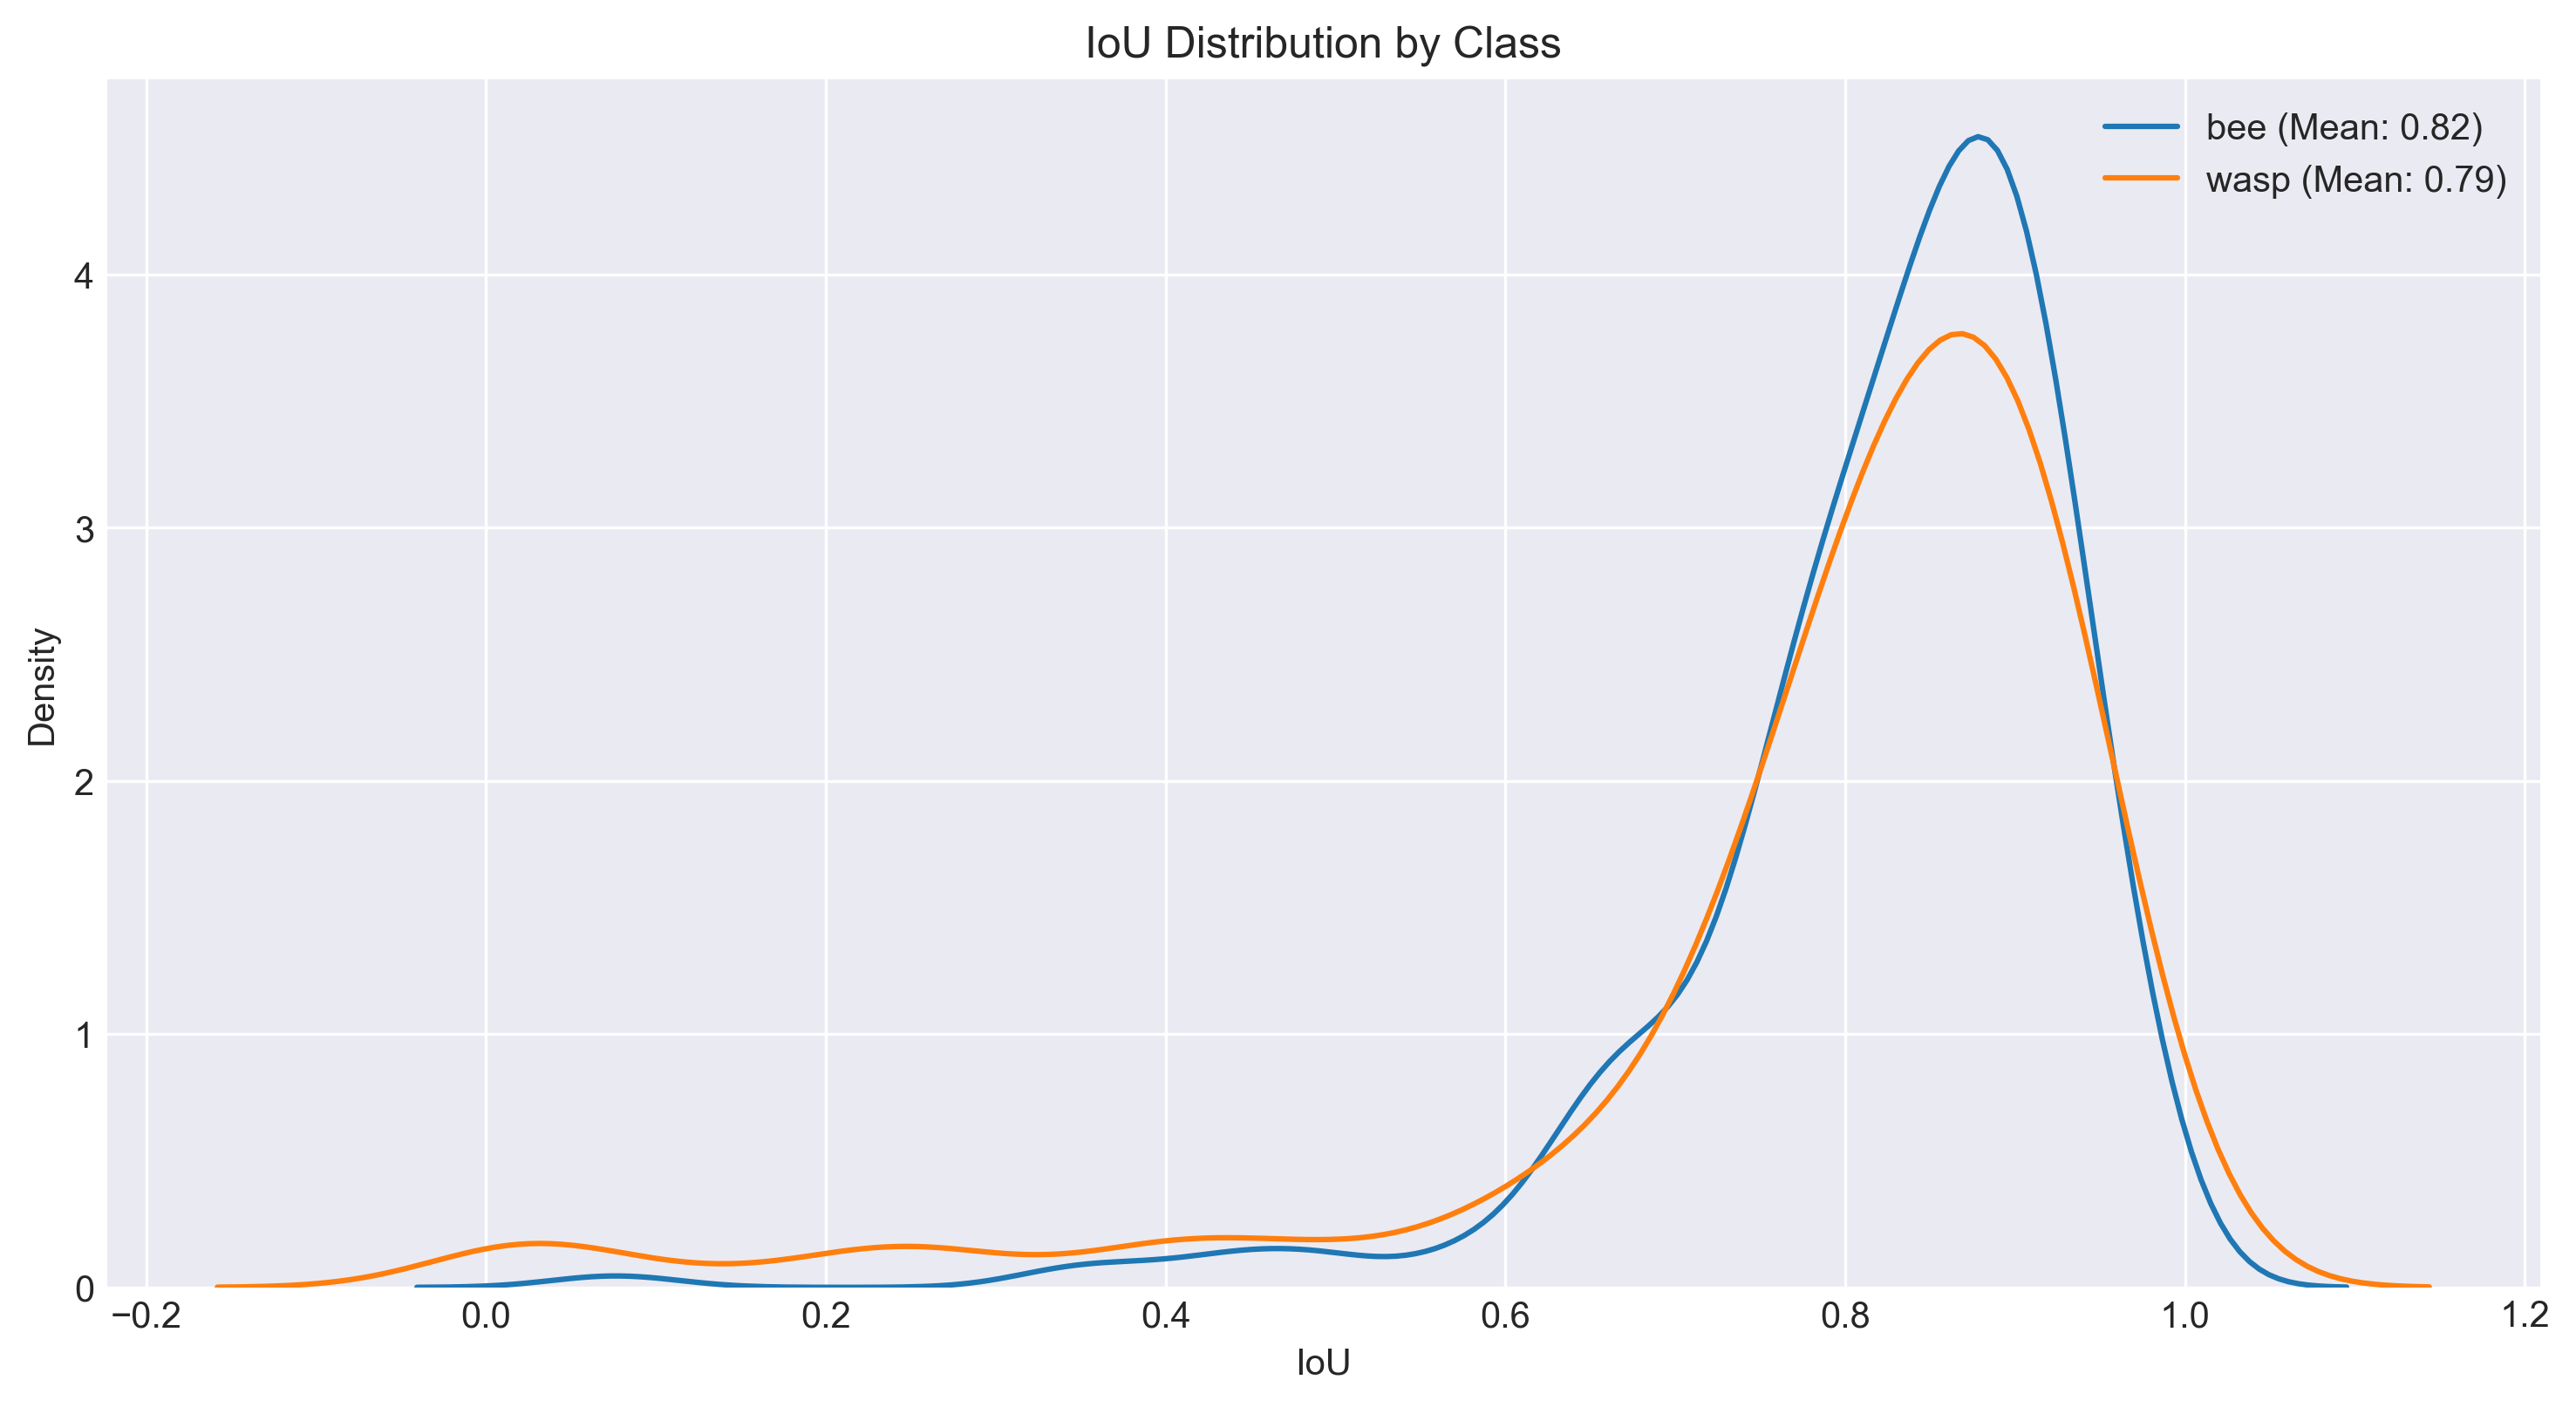 IoU Distribution by Class
bee (Mean: 0.82)
wasp (Mean: 0.79)
4
3
2
1
0
Density
−0.2 0.0 0.2 0.4 0.6 0.8 1.0 1.2
IoU